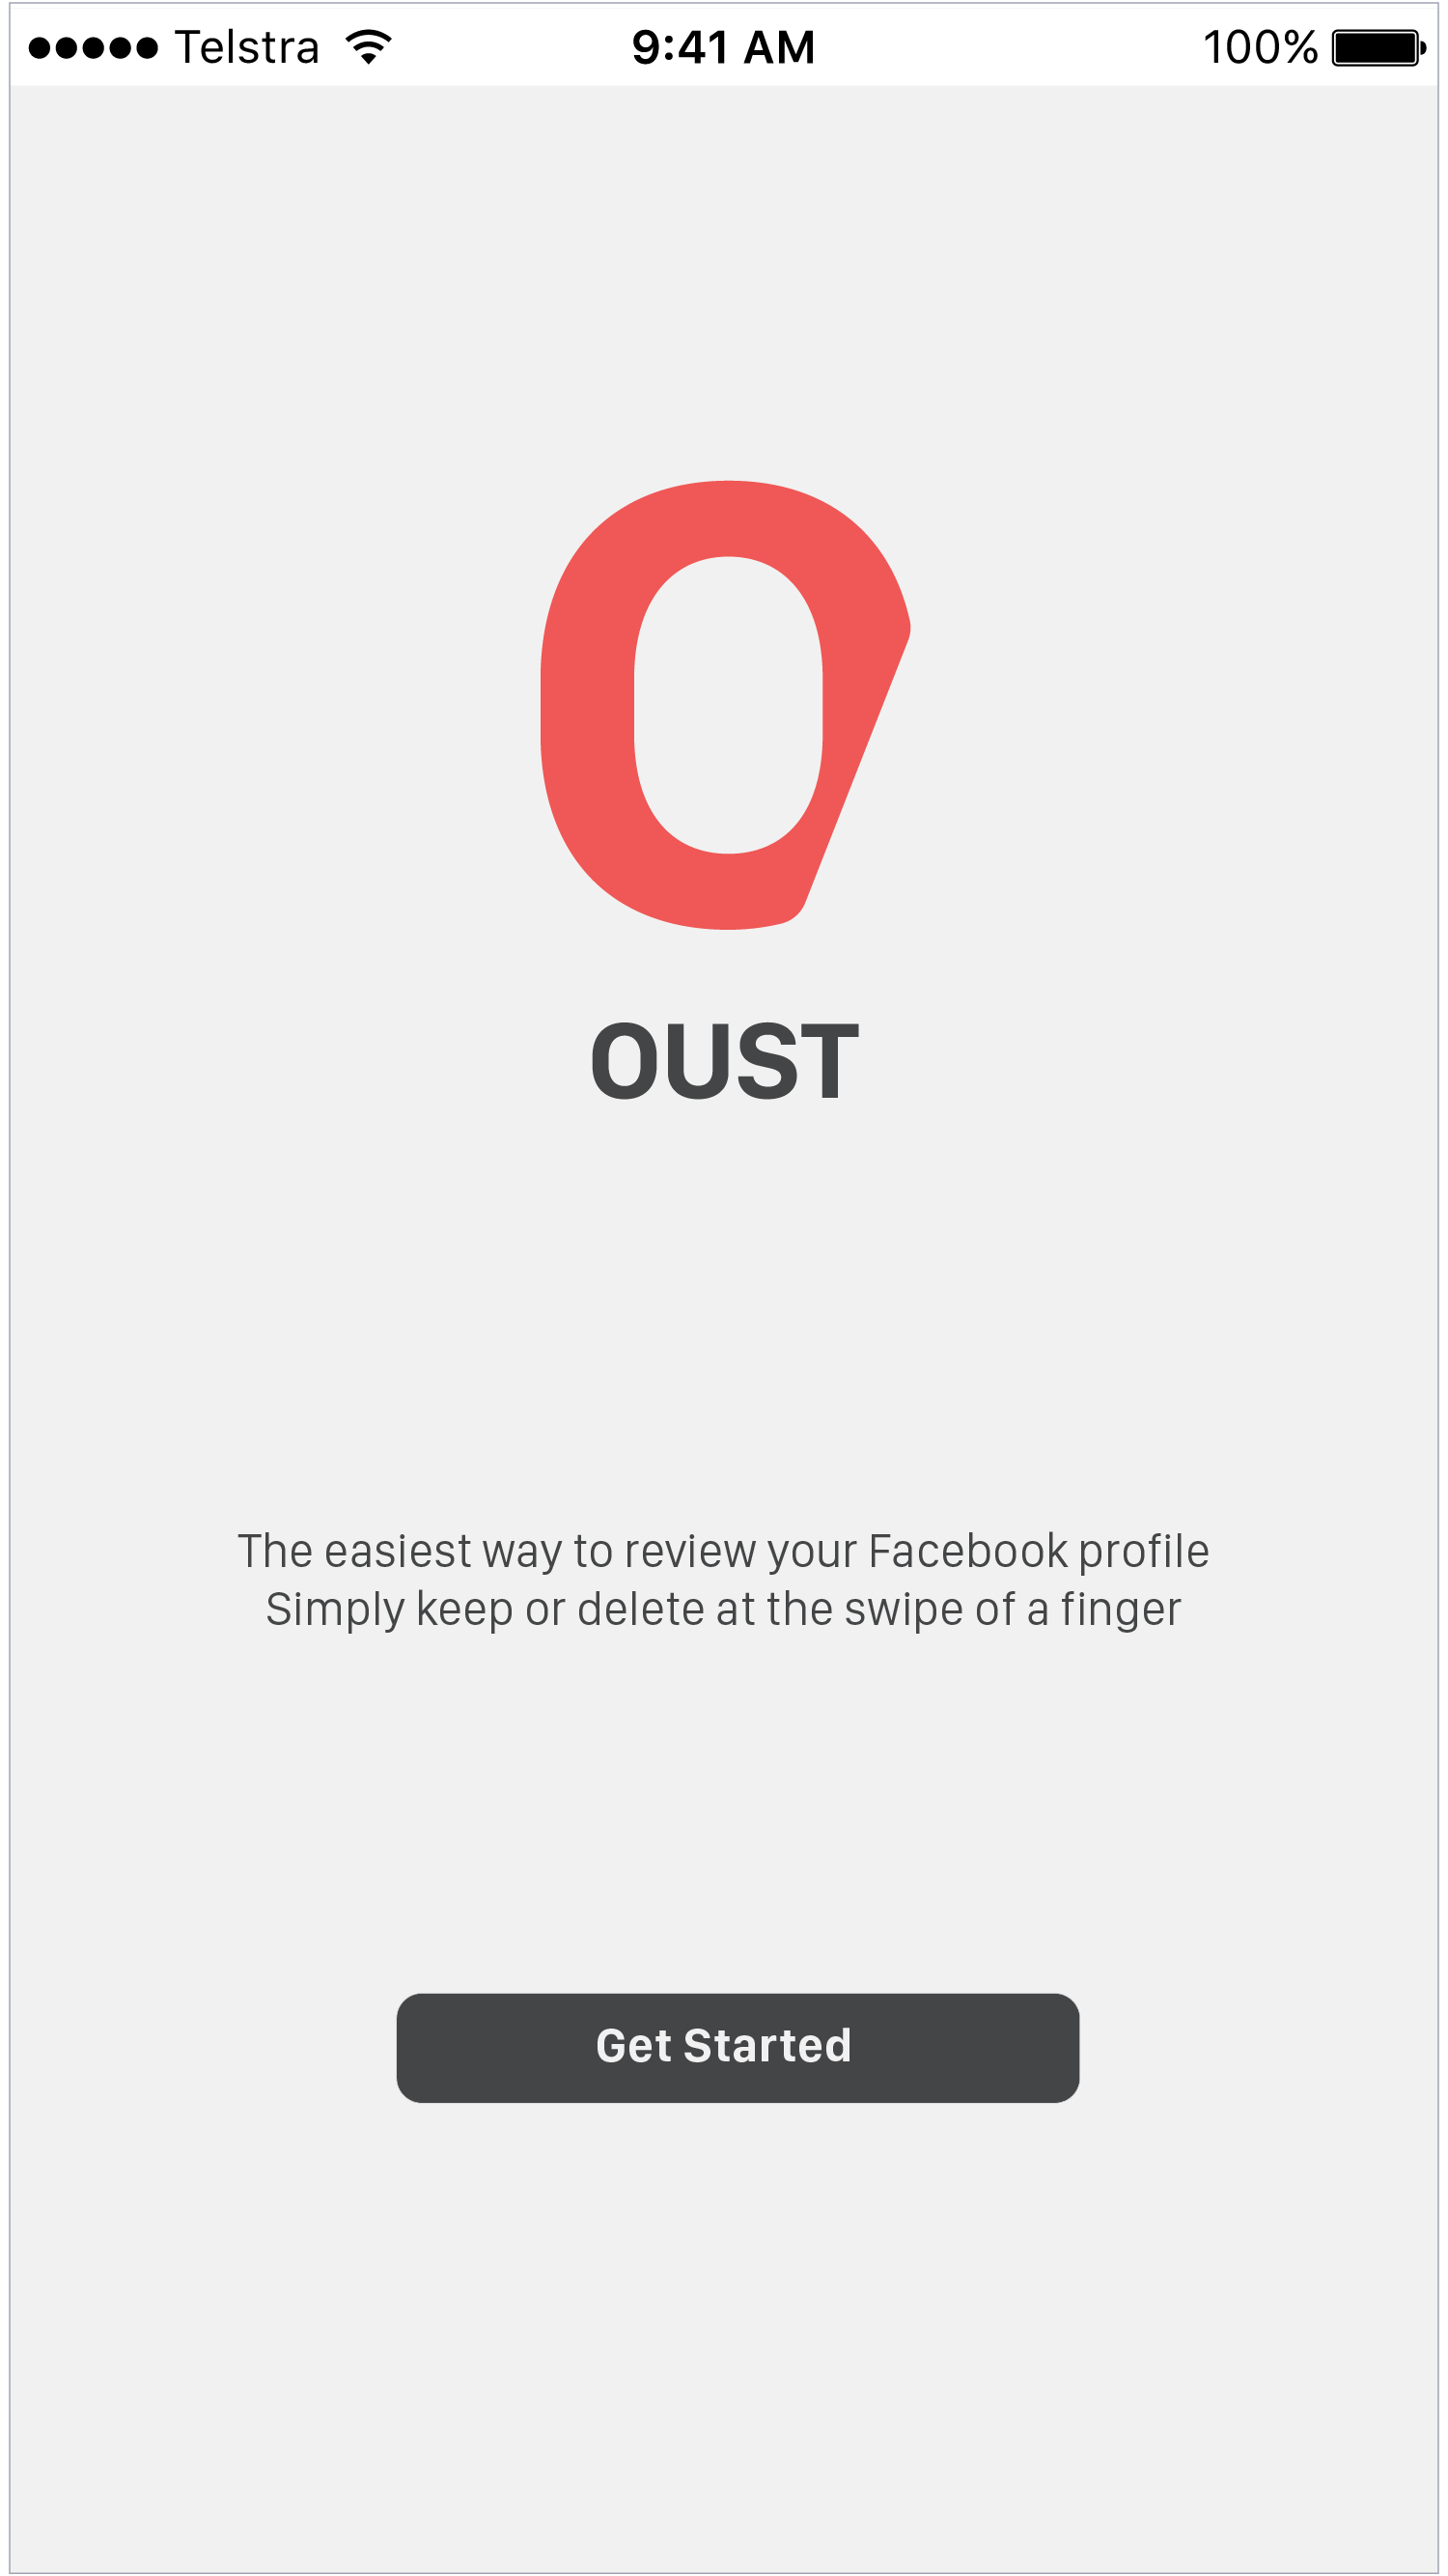 Telstra 9:41 AM 100%
O
OUST
The easiest way to review your Facebook profile
Simply keep or delete at the swipe of a finger
Get Started